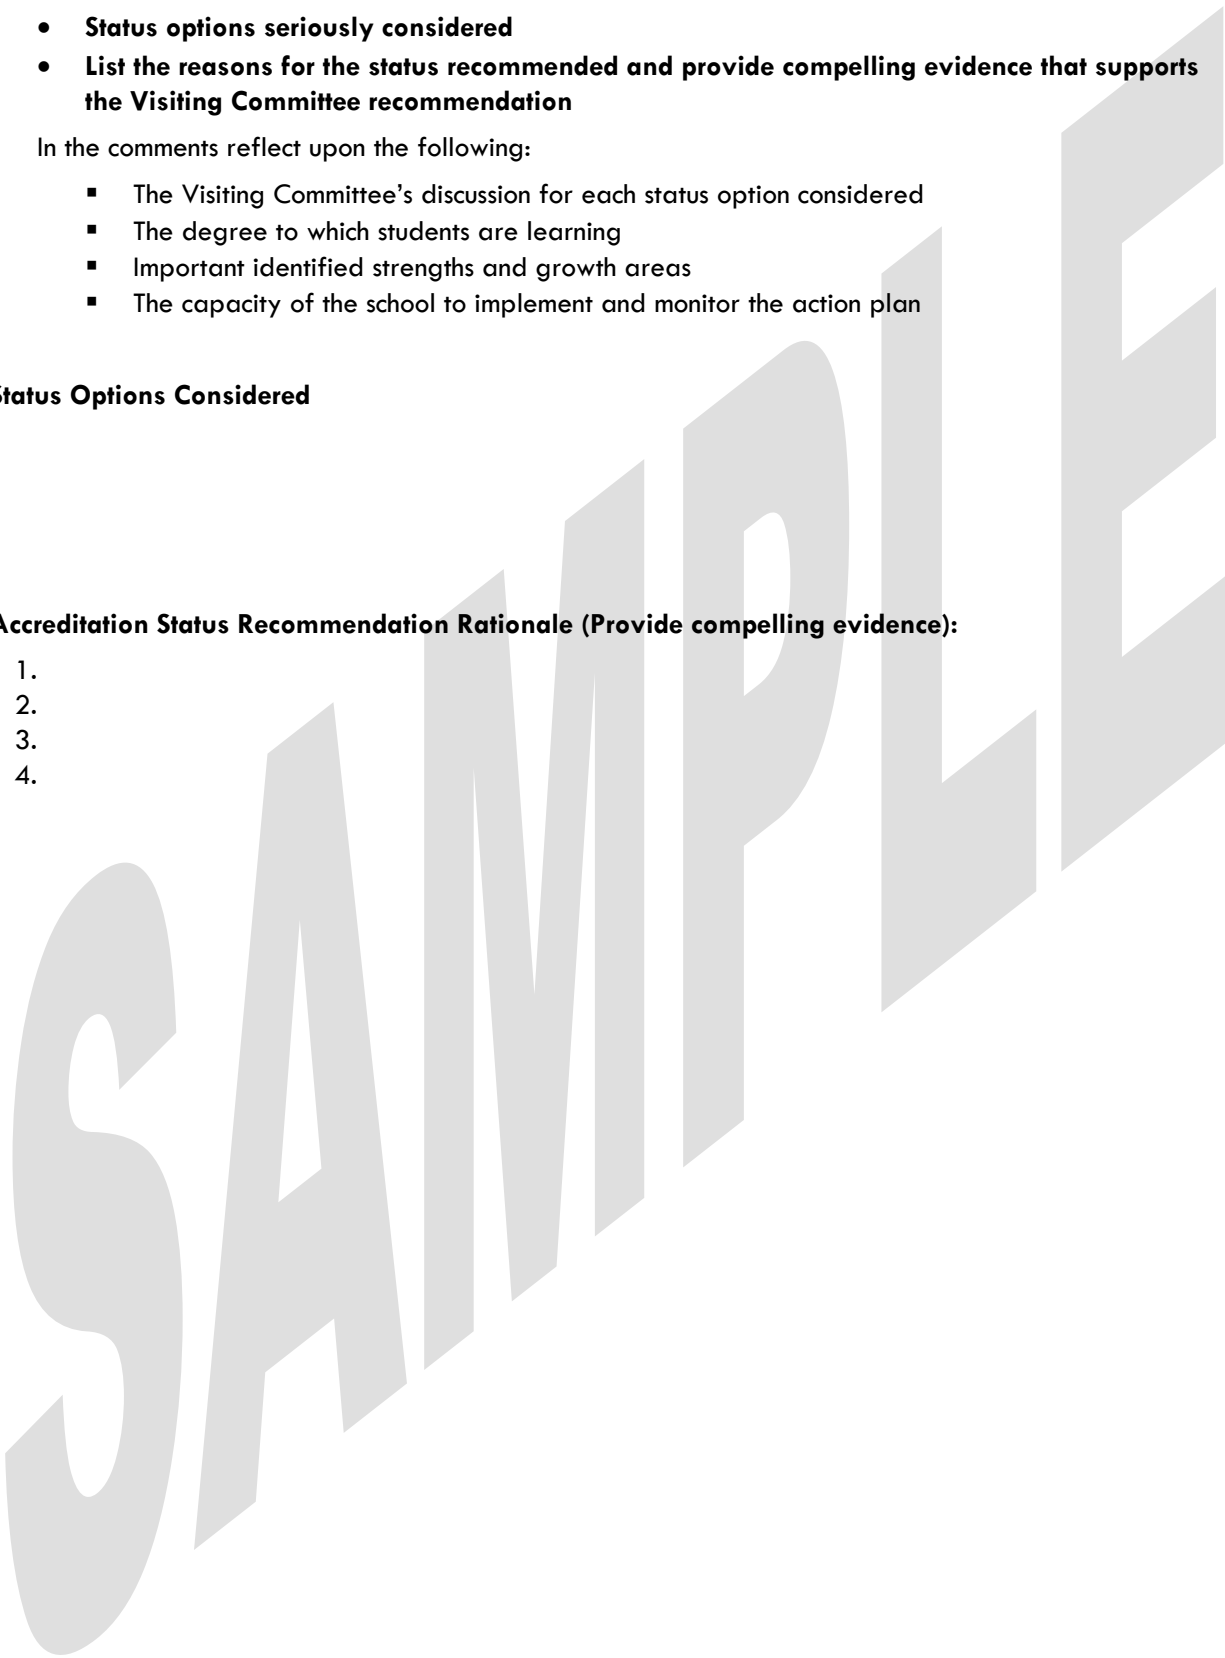 • Status options seriously considered
• List the reasons for the status recommended and provide compelling evidence that supports
the Visiting Committee recommendation
In the comments reflect upon the following:
▪ The Visiting Committee's discussion for each status option considered
▪ The degree to which students are learning
▪ Important identified strengths and growth areas
▪ The capacity of the school to implement and monitor the action plan
Status Options Considered
Accreditation Status Recommendation Rationale (Provide compelling evidence):
1.
2.
3.
4.
SAMPLE